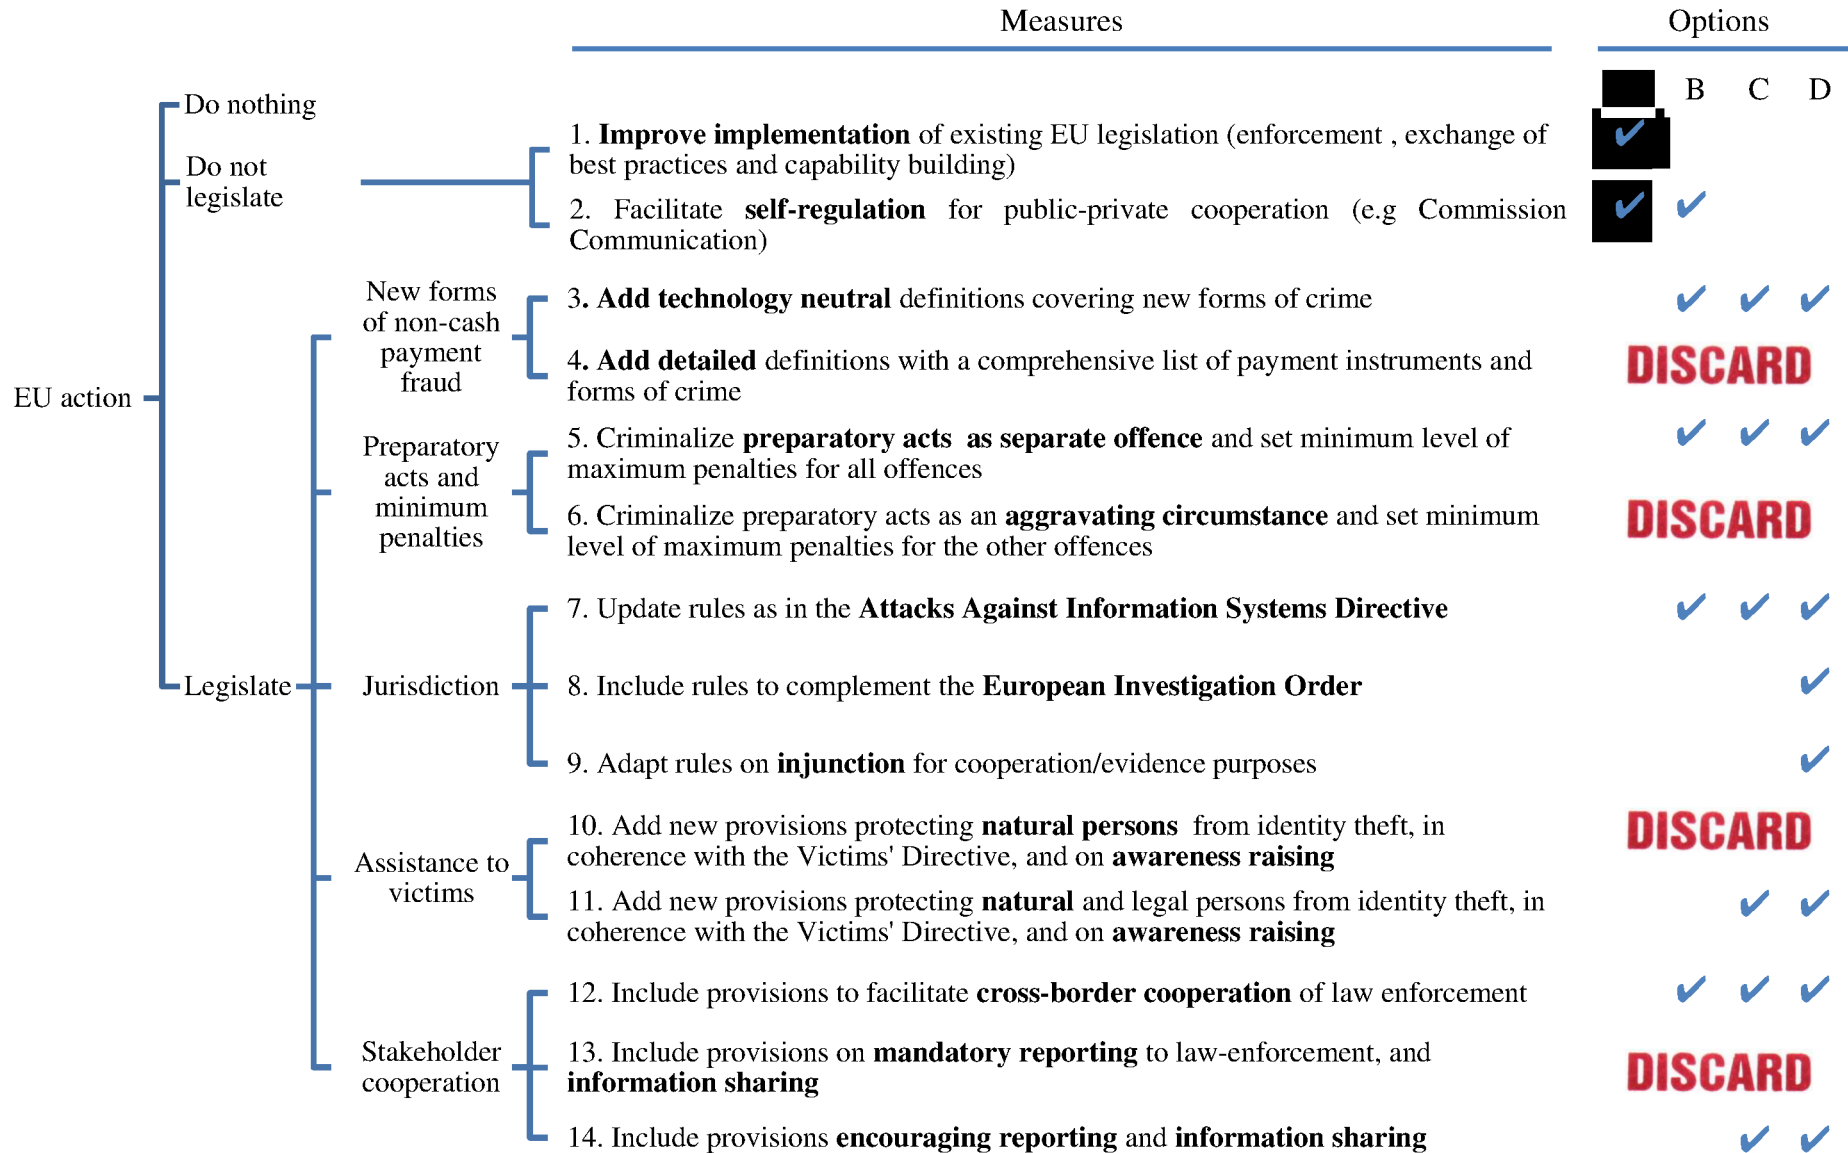 Measures
Options
B C D
Do nothing
1. Improve implementation of existing EU legislation (enforcement , exchange of
best practices and capability building)
✔
Do not
legislate
2. Facilitate self-regulation for public-private cooperation (e.g Commission
Communication)
✔ ✔
New forms
of non-cash
payment
fraud
3. Add technology neutral definitions covering new forms of crime
✔ ✔ ✔
4. Add detailed definitions with a comprehensive list of payment instruments and
forms of crime
DISCARD
EU action
Preparatory
acts and
minimum
penalties
5. Criminalize preparatory acts as separate offence and set minimum level of
maximum penalties for all offences
✔ ✔ ✔
6. Criminalize preparatory acts as an aggravating circumstance and set minimum
level of maximum penalties for the other offences
DISCARD
Legislate
Jurisdiction
7. Update rules as in the Attacks Against Information Systems Directive
✔ ✔ ✔
8. Include rules to complement the European Investigation Order
✔
9. Adapt rules on injunction for cooperation/evidence purposes
✔
Assistance to
victims
10. Add new provisions protecting natural persons from identity theft, in
coherence with the Victims' Directive, and on awareness raising
DISCARD
11. Add new provisions protecting natural and legal persons from identity theft, in
coherence with the Victims' Directive, and on awareness raising
✔ ✔
Stakeholder
cooperation
12. Include provisions to facilitate cross-border cooperation of law enforcement
✔ ✔ ✔
13. Include provisions on mandatory reporting to law-enforcement, and
information sharing
DISCARD
14. Include provisions encouraging reporting and information sharing
✔ ✔